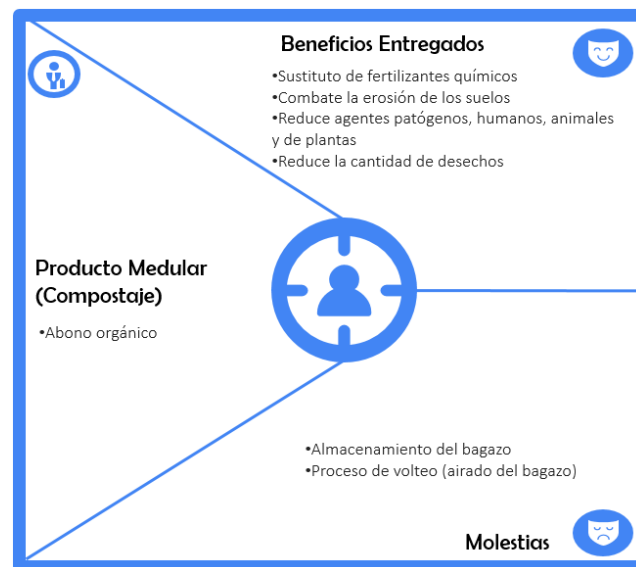 Beneficios Entregados
•Sustituto de fertilizantes químicos
•Combate la erosión de los suelos
•Reduce agentes patógenos, humanos, animales
y de plantas
•Reduce la cantidad de desechos
Producto Medular
(Compostaje)
•Abono orgánico
•Almacenamiento del bagazo
•Proceso de volteo (airado del bagazo)
Molestias